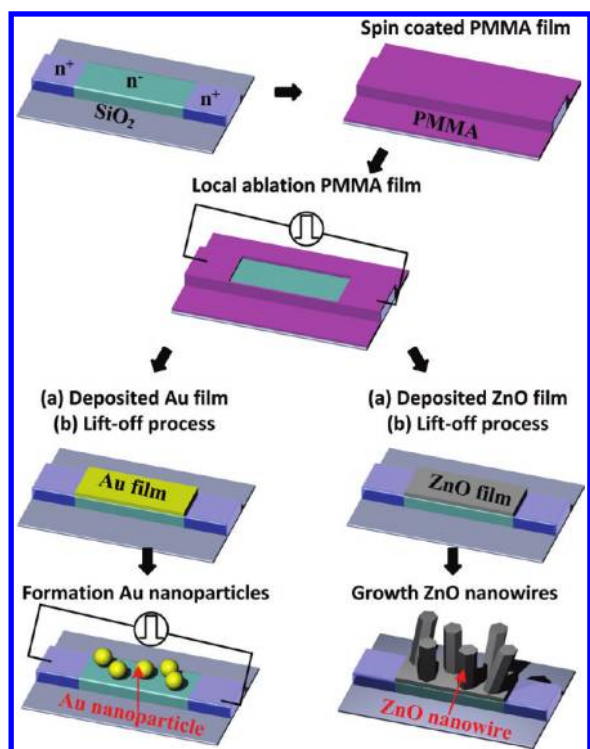 Spin coated PMMA film
n⁺
n⁻
n⁺
SiO₂
PMMA
Local ablation PMMA film
(a) Deposited Au film
(b) Lift-off process
(a) Deposited ZnO film
(b) Lift-off process
Au film
ZnO film
Formation Au nanoparticles
Growth ZnO nanowires
Au nanoparticle
ZnO nanowire